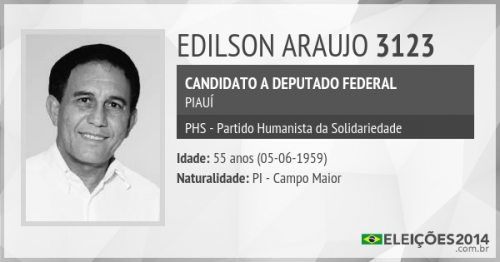 EDILSON ARAUJO 3123
CANDIDATO A DEPUTADO FEDERAL
PIAUÍ
PHS - Partido Humanista da Solidariedade
Idade: 55 anos (05-06-1959)
Naturalidade: PI - Campo Maior
ELEIÇÕES2014
.com.br